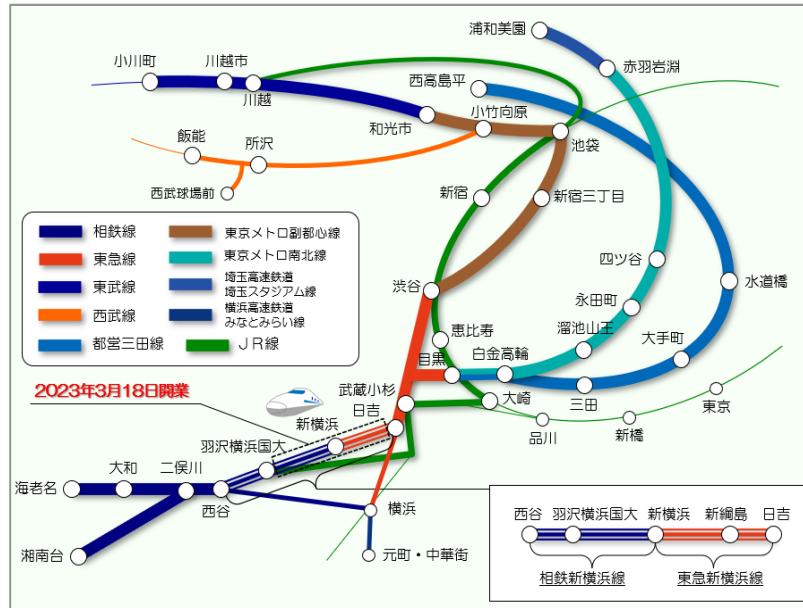 浦和美園
小川町
川越市
川越
赤羽岩淵
西高島平
小竹向原
和光市
池袋
飯能
所沢
西武球場前
新宿
新宿三丁目
相鉄線
東京メトロ副都心線
東急線
東京メトロ南北線
東武線
埼玉高速鉄道
埼玉スタジアム線
西武線
横浜高速鉄道
みなとみらい線
都営三田線
JR線
四ツ谷
渋谷
永田町
水道橋
溜池山王
恵比寿
大手町
目黒
白金高輪
2023年3月18日開業
武蔵小杉
日吉
大崎
三田
東京
新橋
品川
新横浜
羽沢横浜国大
二俣川
大和
海老名
西谷
横浜
湘南台
元町・中華街
西谷 羽沢横浜国大 新横浜 新綱島 日吉
相鉄新横浜線 東急新横浜線